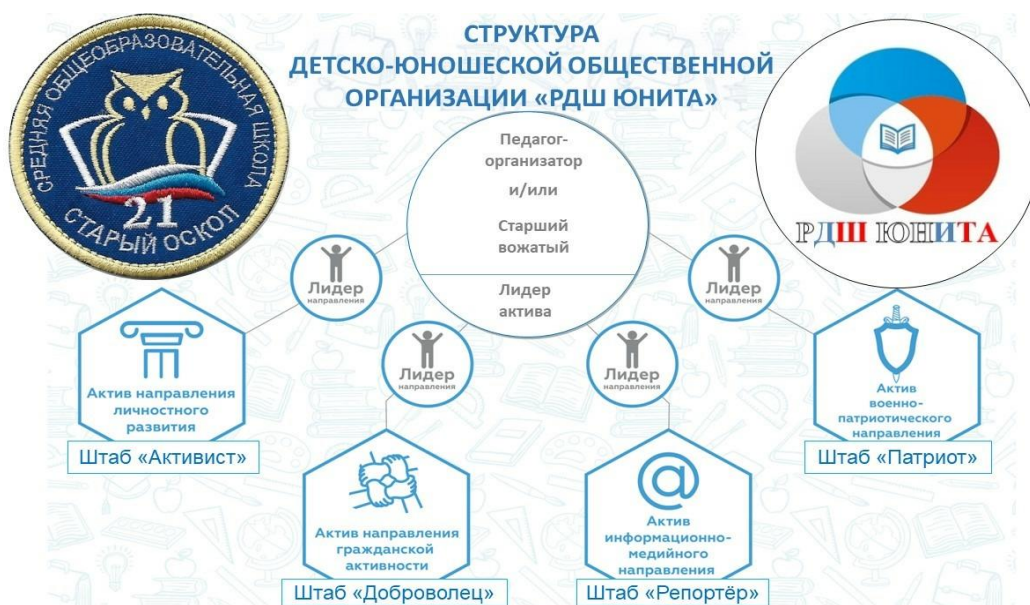 СТРУКТУРА
ДЕТСКО-ЮНОШЕСКОЙ ОБЩЕСТВЕННОЙ
ОРГАНИЗАЦИИ «РДШ ЮНИТА»
СРЕДНЯЯ ОБЩЕОБРАЗОВАТЕЛЬНАЯ ШКОЛА
21
СТАРЫЙ ОСКОЛ
РДШ ЮНИТА
Педагог-
организатор
и/или
Старший
вожатый
Лидер
актива
Лидер
направления
Лидер
направления
Лидер
направления
Лидер
направления
Актив направления
личностного
развития
Штаб «Активист»
Актив направления
гражданской
активности
Штаб «Доброволец»
@
Актив
информационно-
медийного
направления
Штаб «Репортёр»
Актив
военно-
патриотического
направления
Штаб «Патриот»